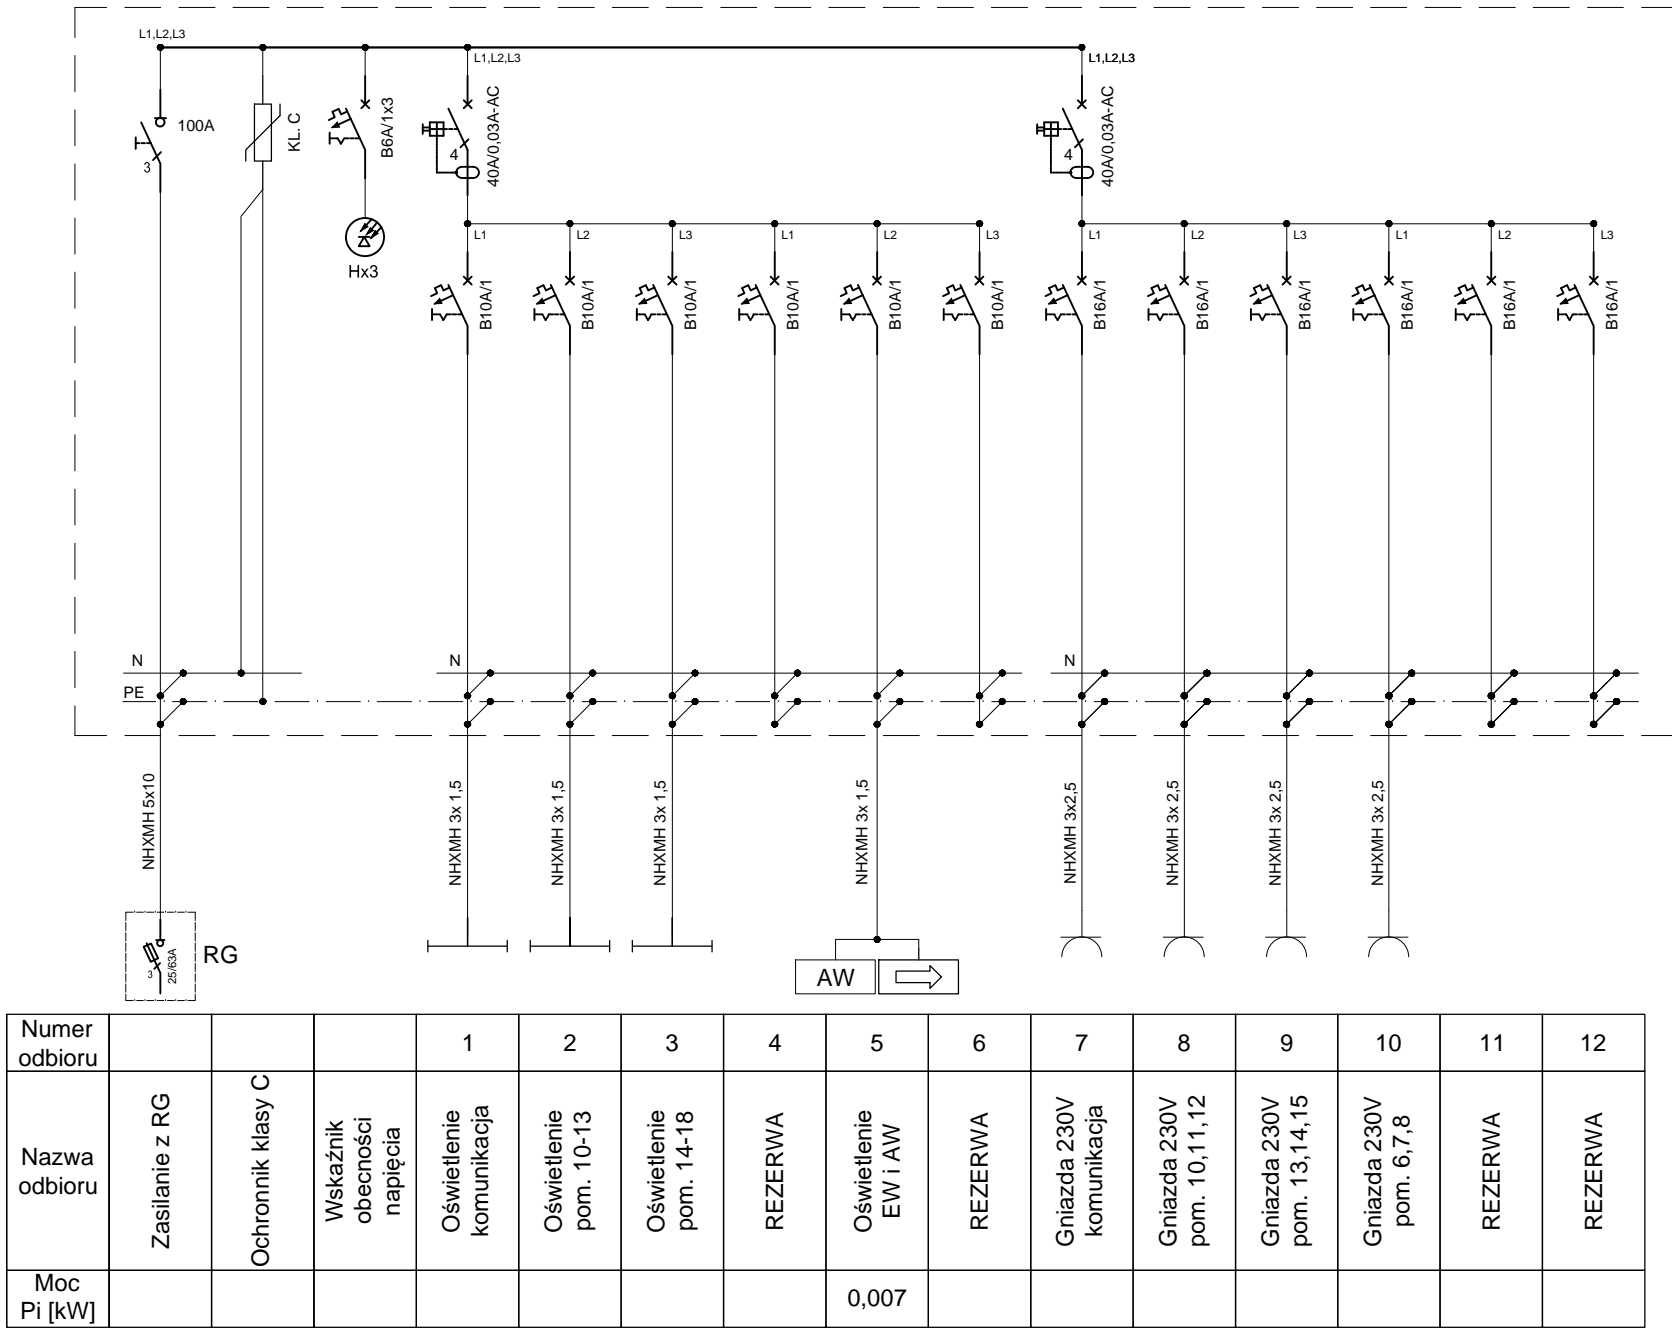 L1,L2,L3
L1,L2,L3
L1,L2,L3
100A
3
KL. C
B6A/1x3
Hx3
4
40A/0,03A-AC
4
40A/0,03A-AC
L1
L2
L3
L1
L2
L3
L1
L2
L3
L1
L2
L3
B10A/1
B10A/1
B10A/1
B10A/1
B10A/1
B10A/1
B16A/1
B16A/1
B16A/1
B16A/1
B16A/1
B16A/1
N
N
N
PE
NHXMH 5x10
NHXMH 3x 1,5
NHXMH 3x 1,5
NHXMH 3x 1,5
NHXMH 3x 1,5
NHXMH 3x2,5
NHXMH 3x 2,5
NHXMH 3x 2,5
NHXMH 3x 2,5
3
25/63A
RG
AW
Numer
odbioru
1
2
3
4
5
6
7
8
9
10
11
12
Nazwa
odbioru
Zasilanie z RG
Ochronnik klasy C
Wskaźnik
obecności
napięcia
Oświetlenie
komunikacja
Oświetlenie
pom. 10-13
Oświetlenie
pom. 14-18
REZERWA
Oświetlenie
EW i AW
REZERWA
Gniazda 230V
komunikacja
Gniazda 230V
pom. 10,11,12
Gniazda 230V
pom. 13,14,15
Gniazda 230V
pom. 6,7,8
REZERWA
REZERWA
Moc
Pi [kW]
0,007